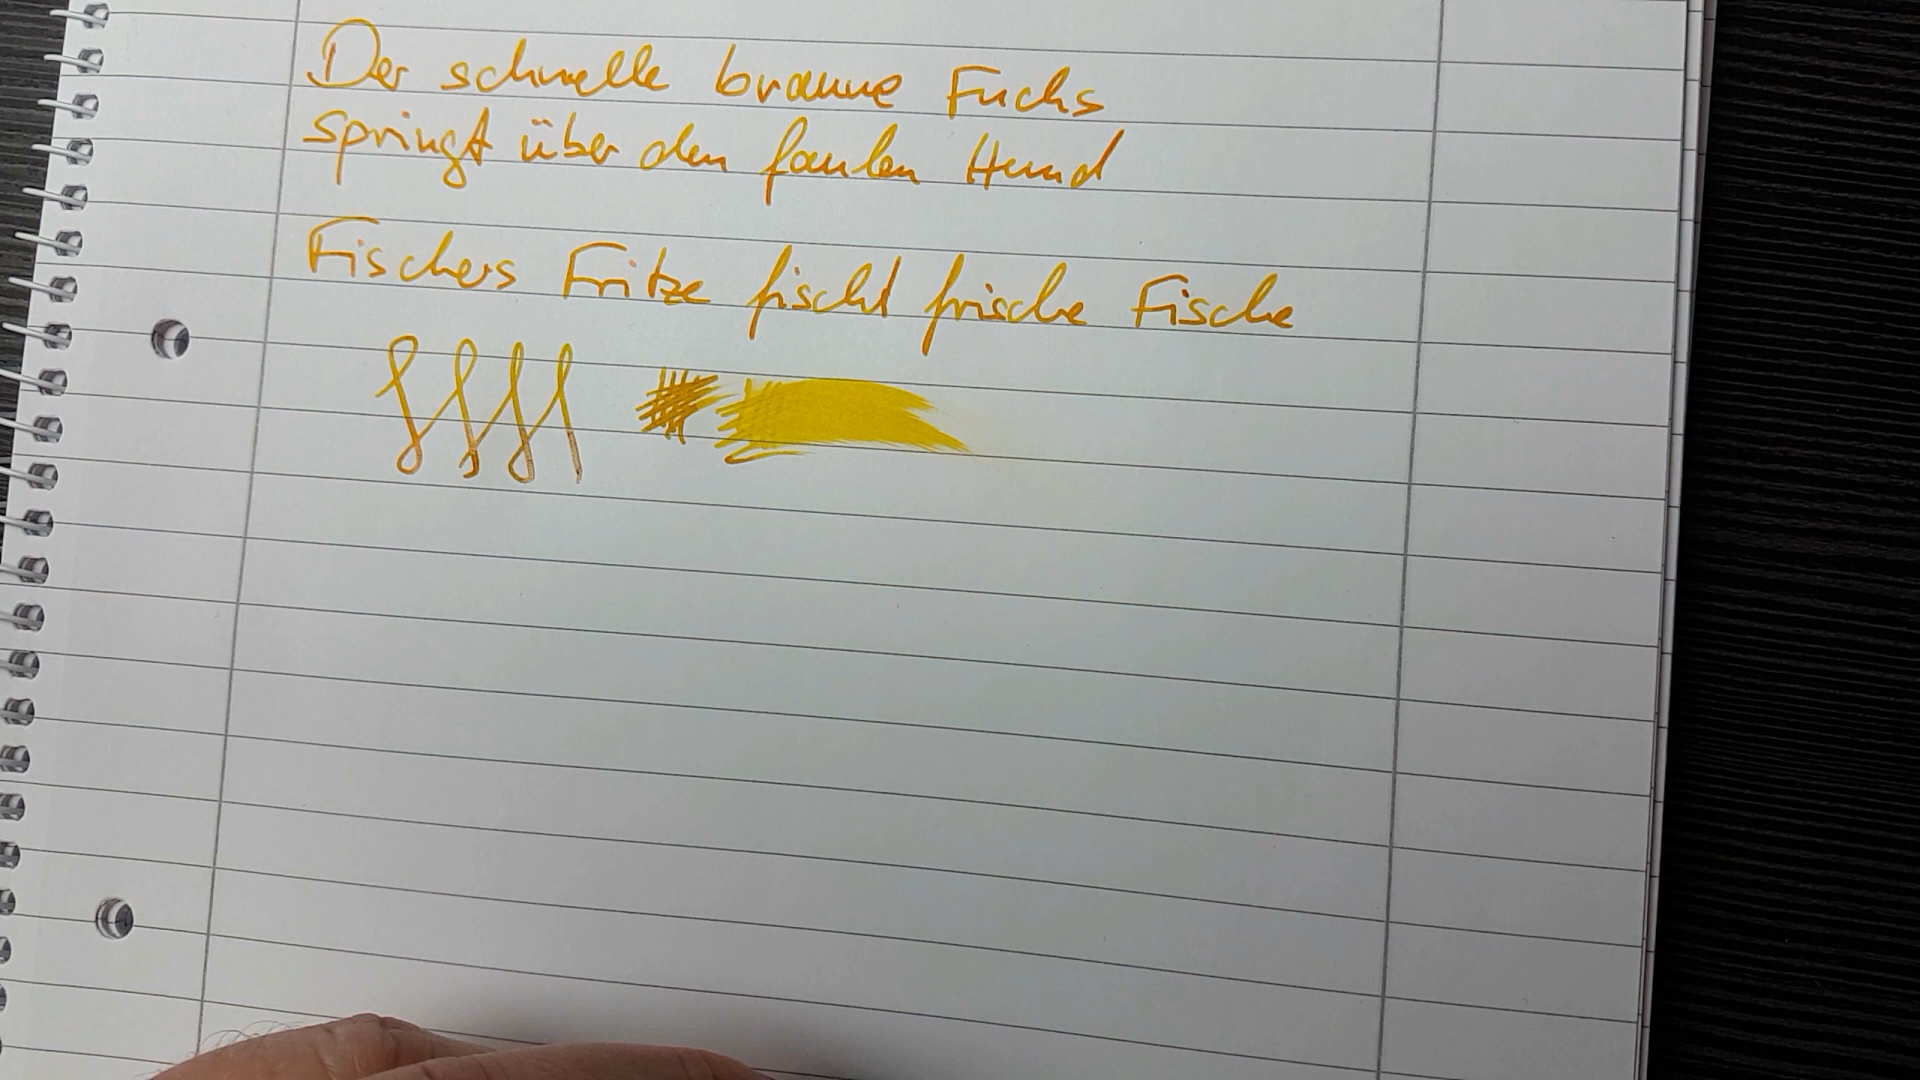 Der schnelle braune Fuchs
springt über den faulen Hund
Fischers Fritze fischt frische Fische